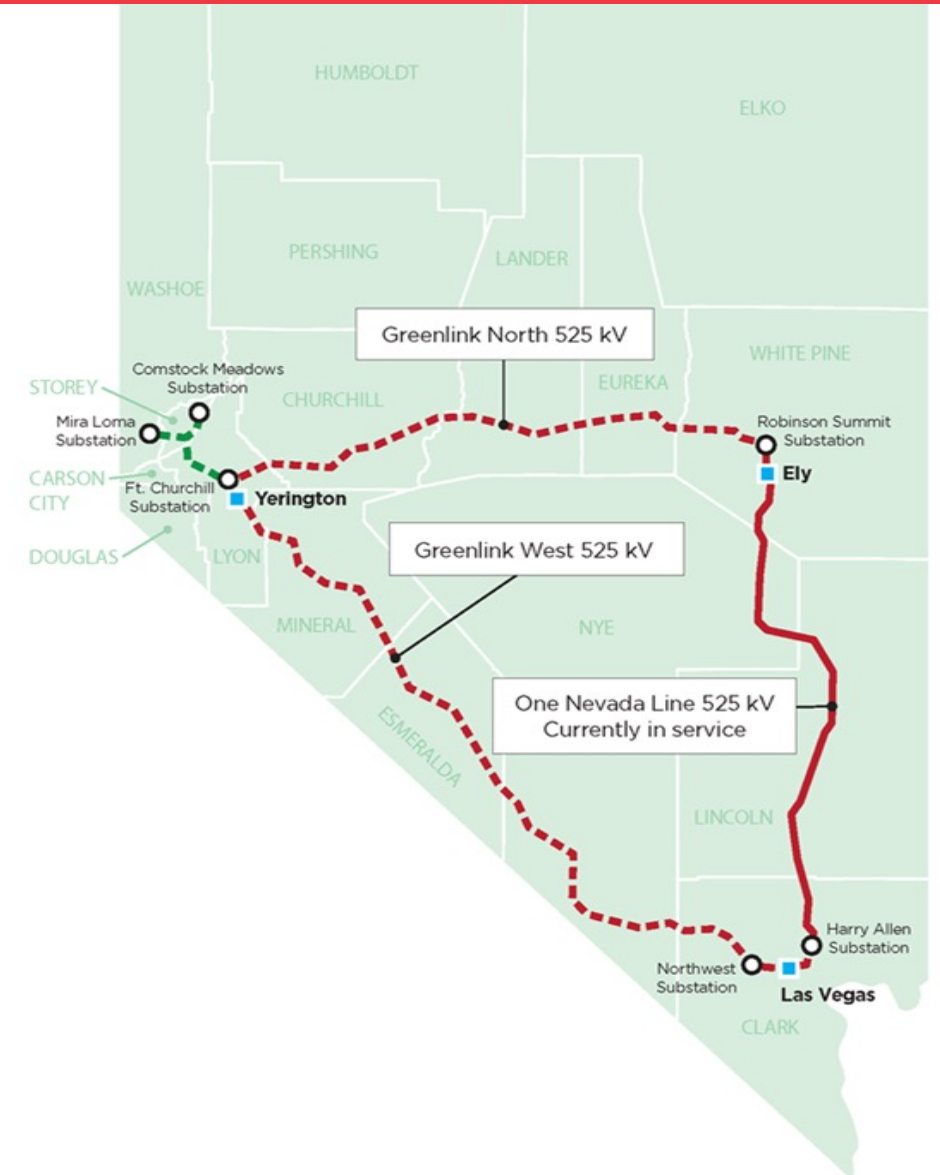 HUMBOLDT
ELKO
PERSHING
LANDER
WASHOE
Greenlink North 525 kV
WHITE PINE
Comstock Meadows
Substation
STOREY
EUREKA
CHURCHILL
Mira Loma
Substation
Robinson Summit
Substation
CARSON
CITY
Ft. Churchill
Substation
Ely
Yerington
DOUGLAS
LYON
Greenlink West 525 kV
MINERAL
NYE
One Nevada Line 525 kV
Currently in service
ESMERALDA
LINCOLN
Harry Allen
Substation
Northwest
Substation
Las Vegas
CLARK